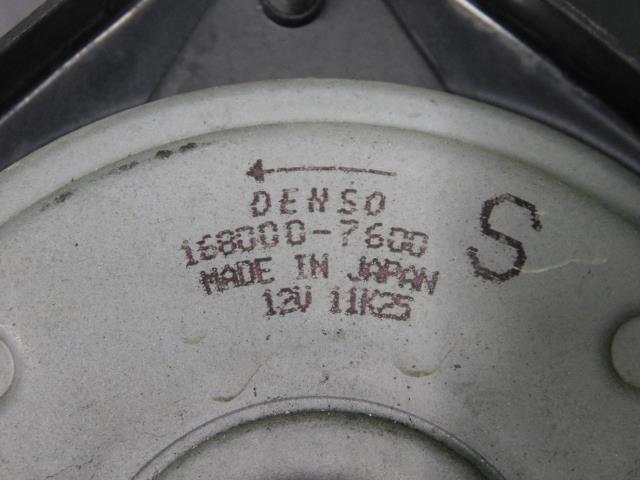 DENSO
168000-7600
MADE IN JAPAN
12V 11K25
S